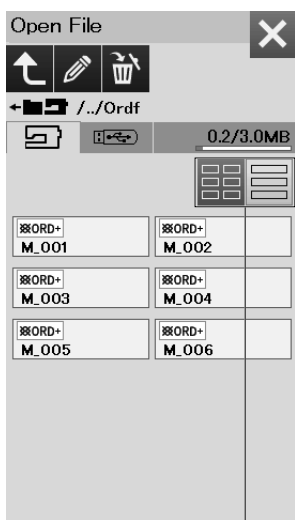 Open File
/../Ordf
0.2/3.0MB
ORD+
M_001
ORD+
M_002
ORD+
M_003
ORD+
M_004
ORD+
M_005
ORD+
M_006